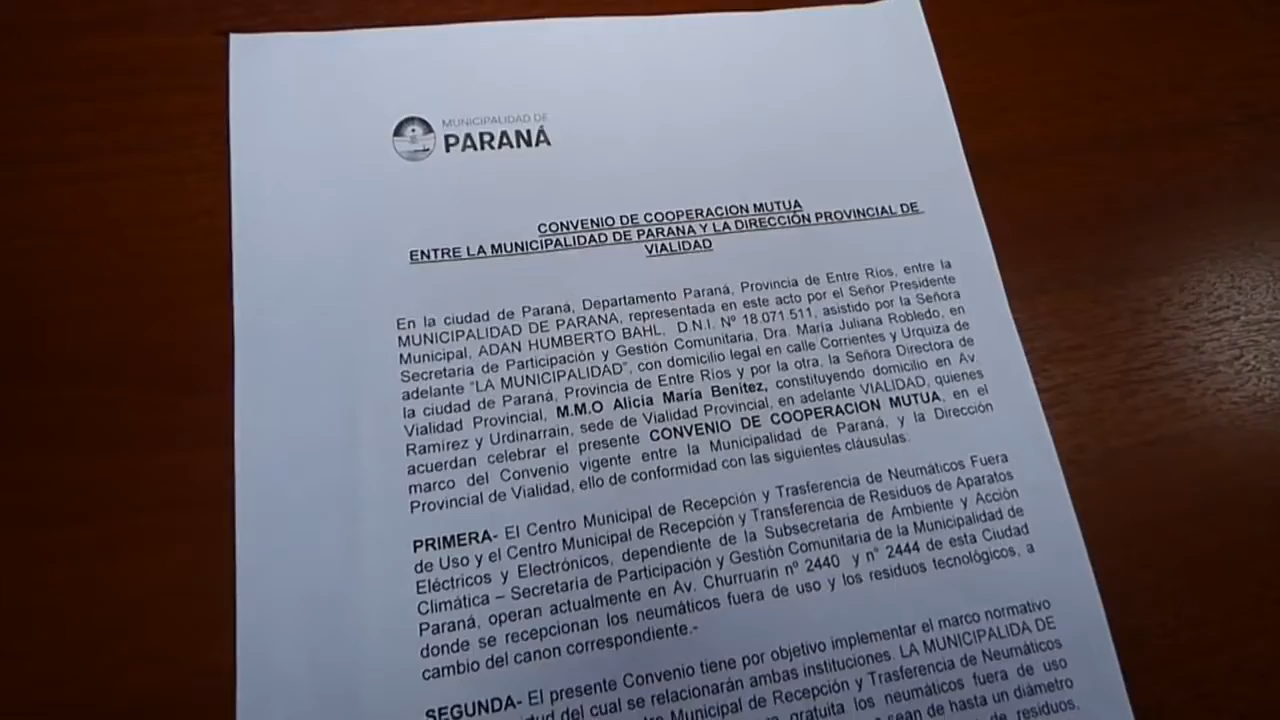 MUNICIPALIDAD DE
PARANÁ
CONVENIO DE COOPERACION MUTUA
ENTRE LA MUNICIPALIDAD DE PARANA Y LA DIRECCIÓN PROVINCIAL DE
VIALIDAD
En la ciudad de Paraná, Departamento Paraná, Provincia de Entre Ríos, entre la
MUNICIPALIDAD DE PARANA, representada en este acto por el Señor Presidente
Municipal, ADAN HUMBERTO BAHL, D.N.I. Nº 18.071.511, asistido por la Señora
Secretaria de Participación y Gestión Comunitaria, Dra. María Juliana Robledo, en
adelante "LA MUNICIPALIDAD", con domicilio legal en calle Corrientes y Urquiza de
la ciudad de Paraná, Provincia de Entre Ríos y por la otra, la Señora Directora de
Vialidad Provincial, M.M.O Alicia María Benítez, constituyendo domicilio en Av.
Ramírez y Urdinarrain, sede de Vialidad Provincial, en adelante VIALIDAD, quienes
acuerdan celebrar el presente CONVENIO DE COOPERACION MUTUA, en el
marco del Convenio vigente entre la Municipalidad de Paraná, y la Dirección
Provincial de Vialidad, ello de conformidad con las siguientes cláusulas:
PRIMERA- El Centro Municipal de Recepción y Trasferencia de Neumáticos Fuera
de Uso y el Centro Municipal de Recepción y Transferencia de Residuos de Aparatos
Eléctricos y Electrónicos, dependiente de la Subsecretaria de Ambiente y Acción
Climática – Secretaría de Participación y Gestión Comunitaria de la Municipalidad de
Paraná, operan actualmente en Av. Churruarin nº 2440 y n° 2444 de esta Ciudad
donde se recepcionan los neumáticos fuera de uso y los residuos tecnológicos, a
cambio del canon correspondiente.-
SEGUNDA- El presente Convenio tiene por objetivo implementar el marco normativo
del cual se relacionarán ambas instituciones. LA MUNICIPALIDA DE
Municipal de Recepción y Trasferencia de Neumáticos
gratuita los neumáticos fuera de uso
sean de hasta un diámetro
de residuos,